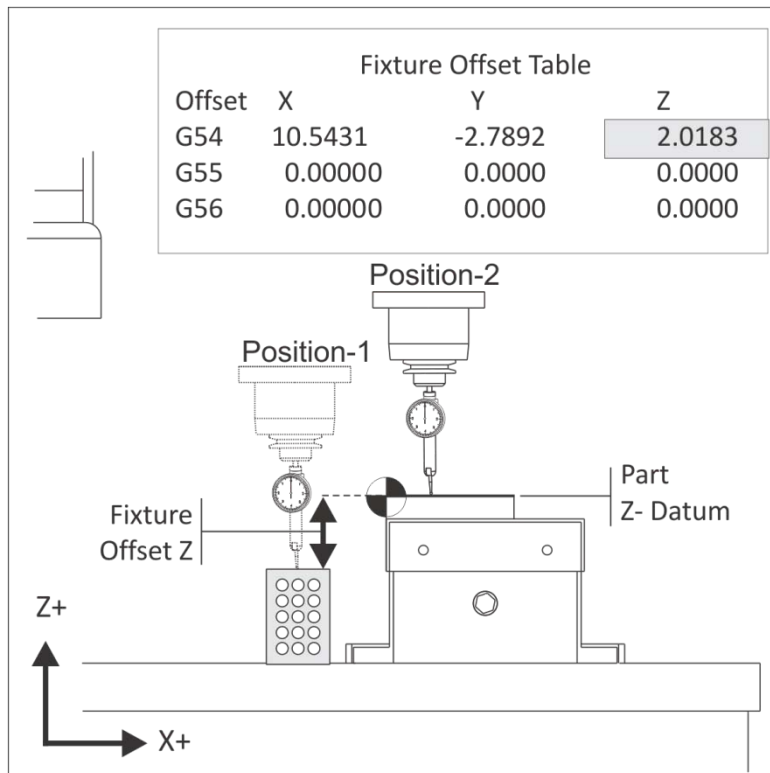 Fixture Offset Table
Offset X Y Z
G54 10.5431 -2.7892 2.0183
G55 0.00000 0.0000 0.0000
G56 0.00000 0.0000 0.0000
Position-2
Position-1
Part
Z- Datum
Fixture
Offset Z
Z+
X+